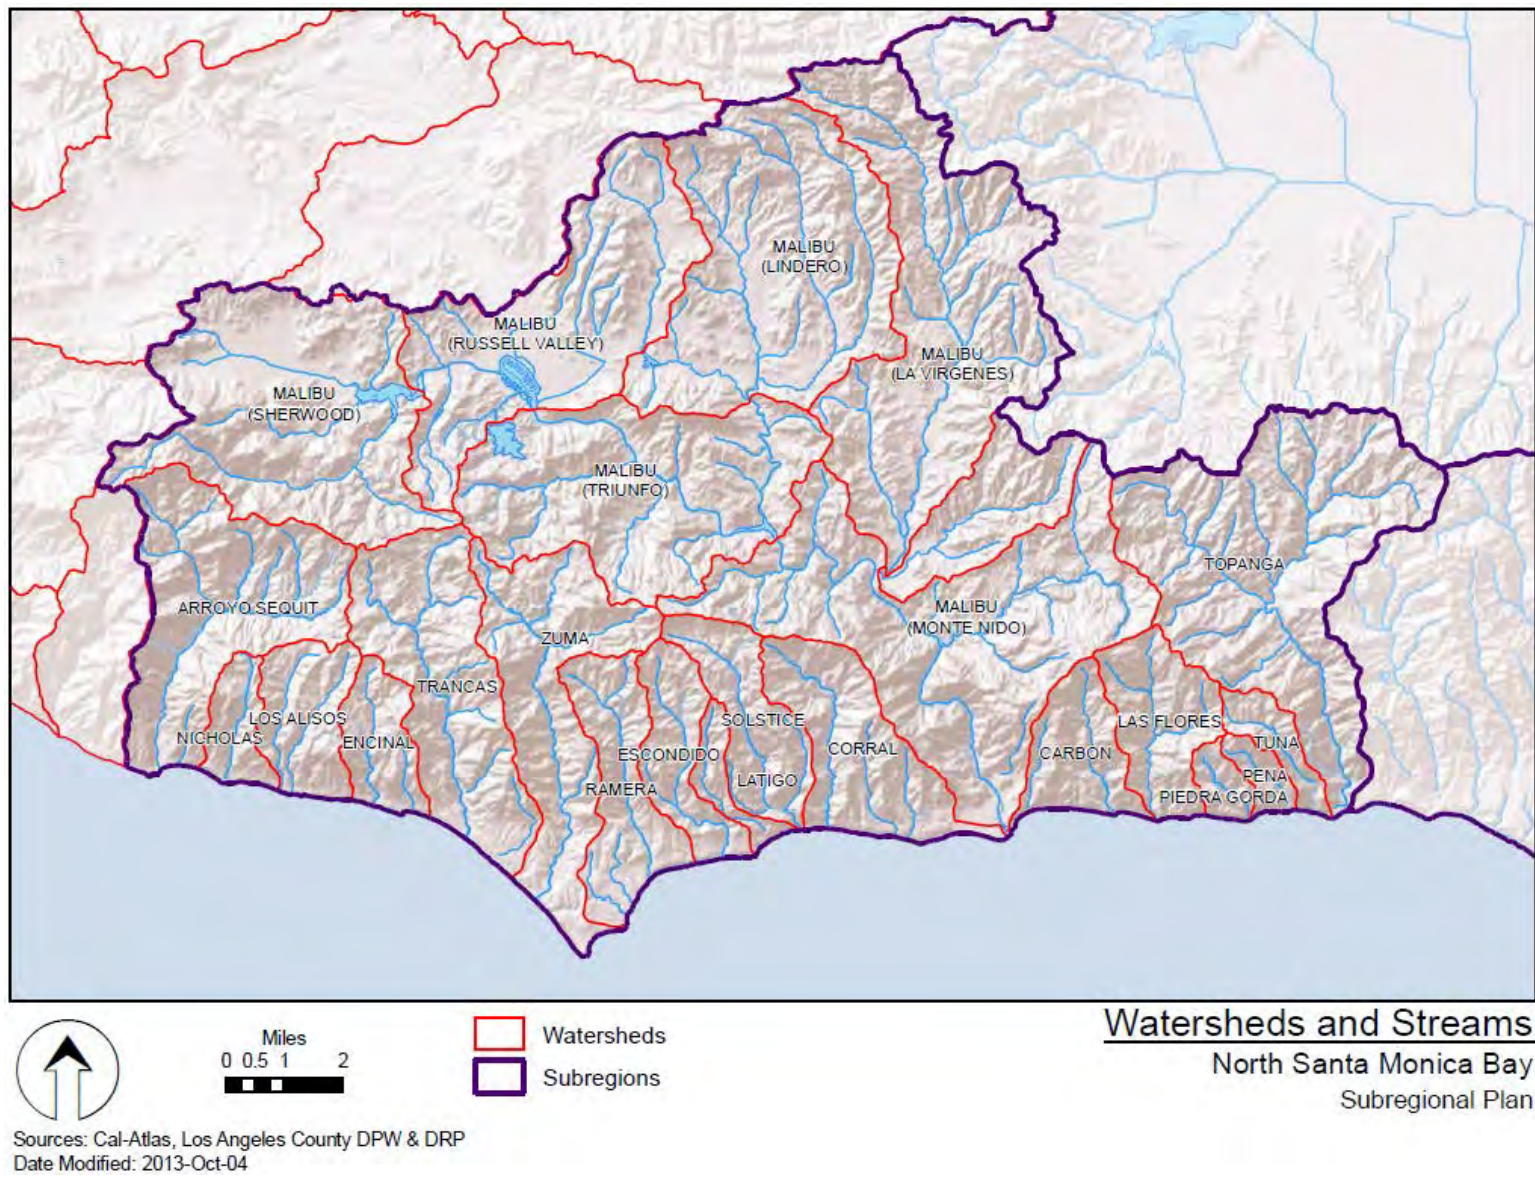 MALIBU
(LINDERO)
MALIBU
(RUSSELL VALLEY)
MALIBU
(LA VIRGENES)
MALIBU
(SHERWOOD)
MALIBU
(TRIUNFO)
TOPANGA
ARROYO SEQUIT
MALIBU
(MONTE NIDO)
ZUMA
TRANCAS
LOS ALISOS
SOLSTICE
LAS FLORES
NICHOLAS
ENCINAL
ESCONDIDO
CORRAL
CARBON
TUNA
LATIGO
PENA
RAMERA
PIEDRA GORDA
Watersheds and Streams
North Santa Monica Bay
Subregional Plan
Miles
0 0.5 1 2
Watersheds
Subregions
Sources: Cal-Atlas, Los Angeles County DPW & DRP
Date Modified: 2013-Oct-04